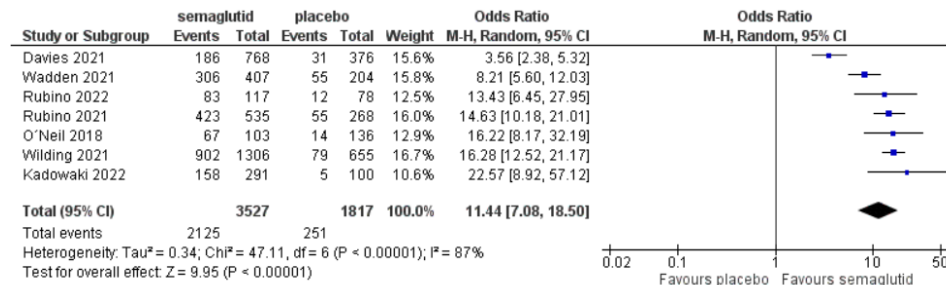 semaglutid placebo Odds Ratio Odds Ratio
Study or Subgroup Events Total Events Total Weight M-H, Random, 95% CI M-H, Random, 95% CI
Davies 2021 186 768 31 376 15.6% 3.56 [2.38, 5.32]
Wadden 2021 306 407 55 204 15.8% 8.21 [5.60, 12.03]
Rubino 2022 83 117 12 78 12.5% 13.43 [6.45, 27.95]
Rubino 2021 423 535 55 268 16.0% 14.63 [10.18, 21.01]
O´Neil 2018 67 103 14 136 12.9% 16.22 [8.17, 32.19]
Wilding 2021 902 1306 79 655 16.7% 16.28 [12.52, 21.17]
Kadowaki 2022 158 291 5 100 10.6% 22.57 [8.92, 57.12]
Total (95% CI) 3527 1817 100.0% 11.44 [7.08, 18.50]
Total events 2125 251
Heterogeneity: Tau² = 0.34; Chi² = 47.11, df = 6 (P < 0.00001); I² = 87%
Test for overall effect: Z = 9.95 (P < 0.00001)
0.02 0.1 1 10 50
Favours placebo Favours semaglutid